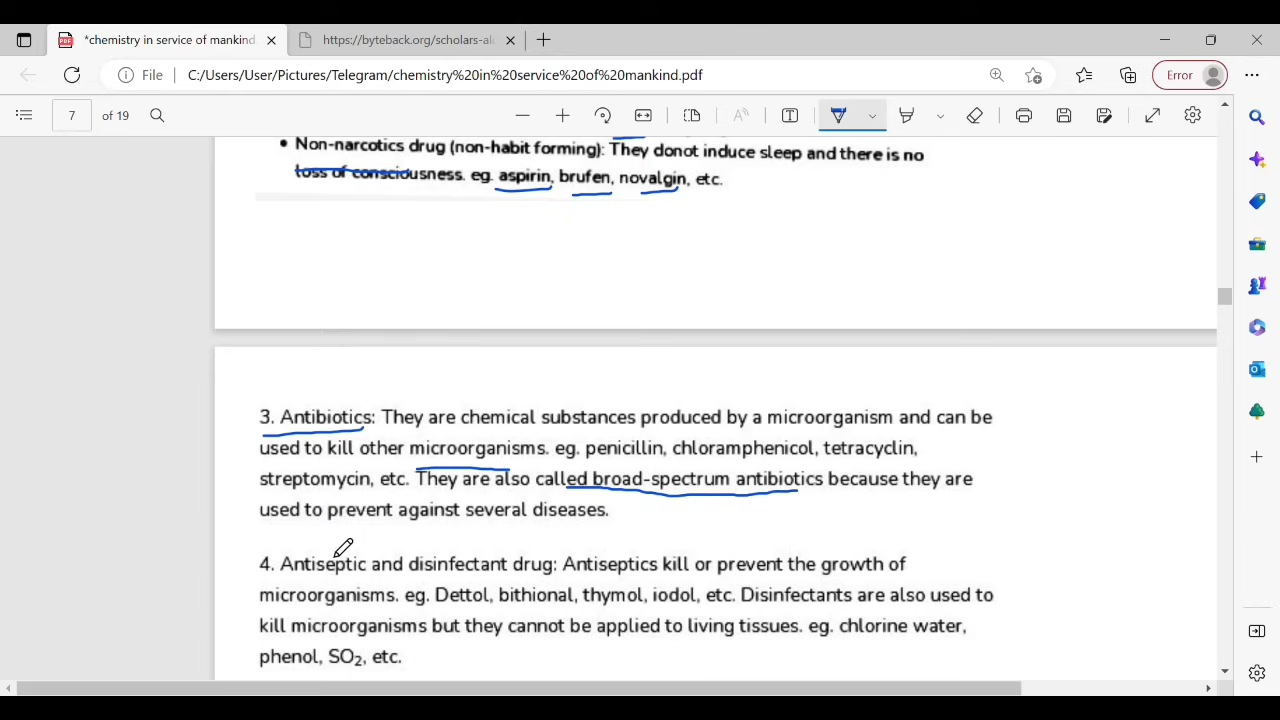 *chemistry in service of mankind
https://byteback.org/scholars-al
File
C:/Users/User/Pictures/Telegram/chemistry%20in%20service%20of%20mankind.pdf
Error
7 of 19
• Non-narcotics drug (non-habit forming): They donot induce sleep and there is no
loss of consciousness. eg. aspirin, brufen, novalgin, etc.
3. Antibiotics: They are chemical substances produced by a microorganism and can be
used to kill other microorganisms. eg. penicillin, chloramphenicol, tetracyclin,
streptomycin, etc. They are also called broad-spectrum antibiotics because they are
used to prevent against several diseases.
4. Antiseptic and disinfectant drug: Antiseptics kill or prevent the growth of
microorganisms. eg. Dettol, bithional, thymol, iodol, etc. Disinfectants are also used to
kill microorganisms but they cannot be applied to living tissues. eg. chlorine water,
phenol, SO₂, etc.